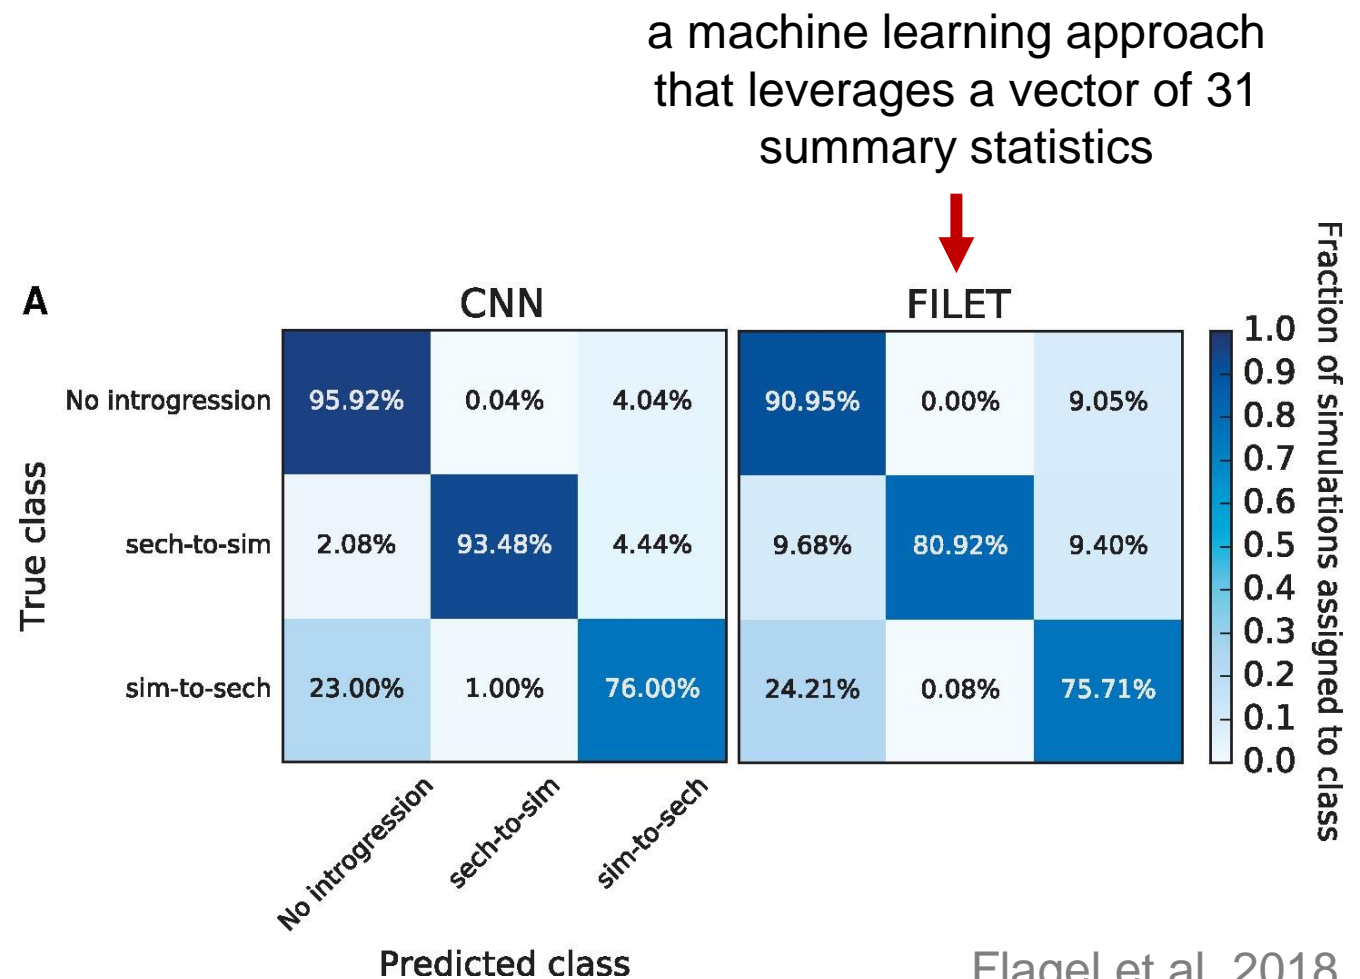 a machine learning approach
that leverages a vector of 31
summary statistics
A
CNN
FILET
No introgression
95.92%
0.04%
4.04%
90.95%
0.00%
9.05%
sech-to-sim
2.08%
93.48%
4.44%
9.68%
80.92%
9.40%
sim-to-sech
23.00%
1.00%
76.00%
24.21%
0.08%
75.71%
True class
No introgression
sech-to-sim
sim-to-sech
Predicted class
1.0
0.9
0.8
0.7
0.6
0.5
0.4
0.3
0.2
0.1
0.0
Fraction of simulations assigned to class
Flagel et al. 2018